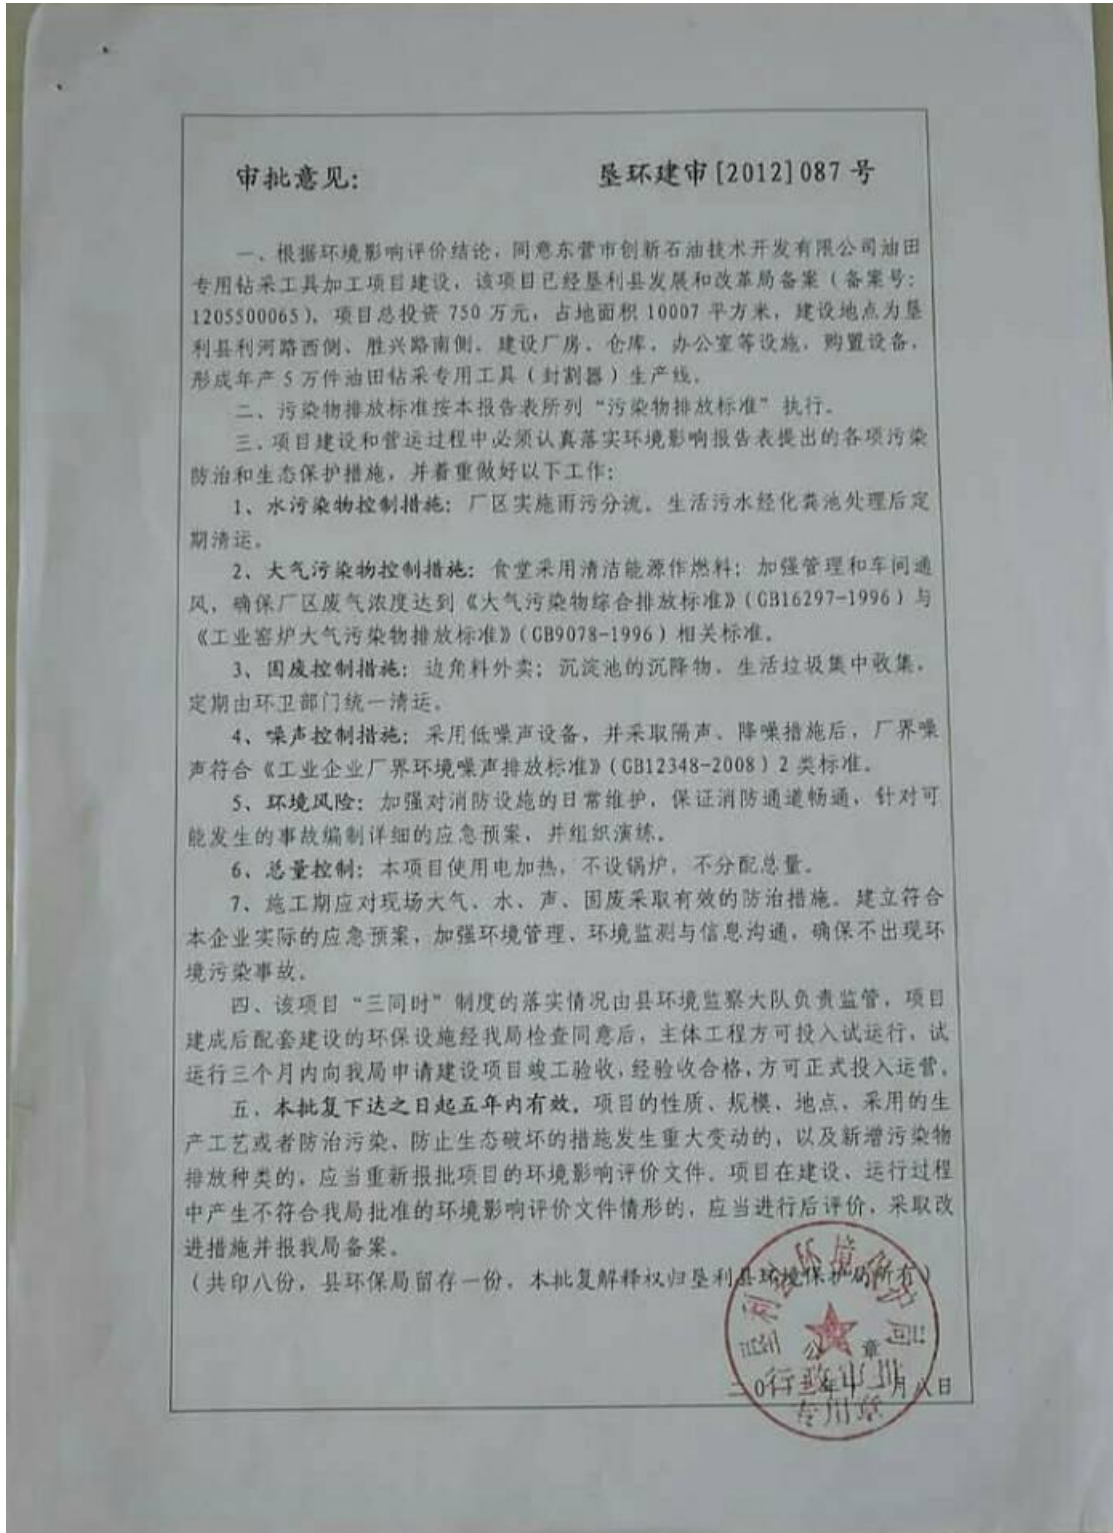 审批意见: 垦环建审[2012]087号
一、根据环境影响评价结论，同意东营市创新石油技术开发有限公司油田
专用钻采工具加工项目建设，该项目已经垦利县发展和改革局备案（备案号：
1205500065）。项目总投资750万元，占地面积10007平方米，建设地点为垦
利县利河路西侧、胜兴路南侧。建设厂房、仓库、办公室等设施，购置设备，
形成年产5万件油田钻采专用工具（封割器）生产线。
二、污染物排放标准按本报告表所列“污染物排放标准”执行。
三、项目建设和营运过程中必须认真落实环境影响报告表提出的各项污染
防治和生态保护措施，并着重做好以下工作：
1、水污染物控制措施：厂区实施雨污分流。生活污水经化粪池处理后定
期清运。
2、大气污染物控制措施：食堂采用清洁能源作燃料；加强管理和车间通
风，确保厂区废气浓度达到《大气污染物综合排放标准》（GB16297-1996）与
《工业窑炉大气污染物排放标准》（GB9078-1996）相关标准。
3、固废控制措施：边角料外卖；沉淀池的沉降物、生活垃圾集中收集，
定期由环卫部门统一清运。
4、噪声控制措施：采用低噪声设备，并采取隔声、降噪措施后，厂界噪
声符合《工业企业厂界环境噪声排放标准》（GB12348-2008）2类标准。
5、环境风险：加强对消防设施的日常维护，保证消防通道畅通，针对可
能发生的事故编制详细的应急预案，并组织演练。
6、总量控制：本项目使用电加热，不设锅炉，不分配总量。
7、施工期应对现场大气、水、声、固废采取有效的防治措施。建立符合
本企业实际的应急预案，加强环境管理、环境监测与信息沟通，确保不出现环
境污染事故。
四、该项目“三同时”制度的落实情况由县环境监察大队负责监管，项目
建成后配套建设的环保设施经我局检查同意后，主体工程方可投入试运行，试
运行三个月内向我局申请建设项目竣工验收，经验收合格，方可正式投入运营。
五、本批复下达之日起五年内有效。项目的性质、规模、地点、采用的生
产工艺或者防治污染、防止生态破坏的措施发生重大变动的，以及新增污染物
排放种类的，应当重新报批项目的环境影响评价文件。项目在建设、运行过程
中产生不符合我局批准的环境影响评价文件情形的，应当进行后评价，采取改
进措施并报我局备案。
（共印八份，县环保局留存一份，本批复解释权归垦利县环境保护局所有）
垦利县环境保护局
公 章
行政审批
月八日
专用章